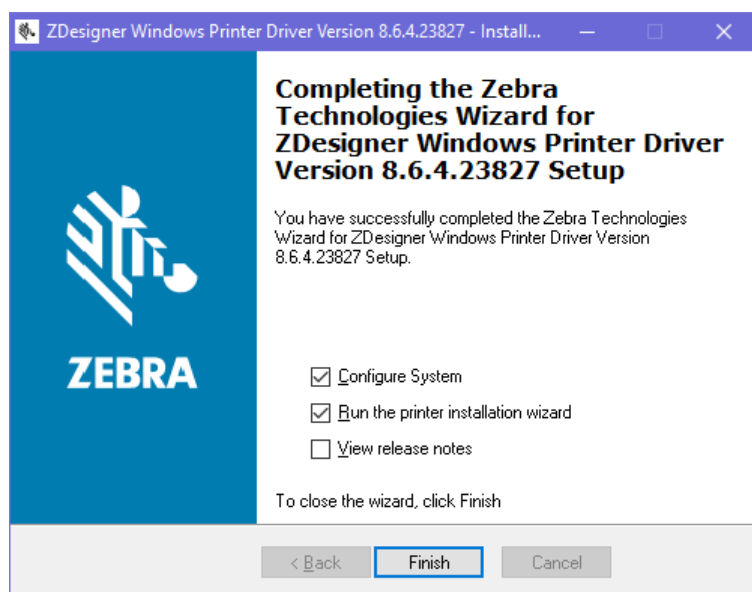 ZDesigner Windows Printer Driver Version 8.6.4.23827 - Install...
Completing the Zebra
Technologies Wizard for
ZDesigner Windows Printer Driver
Version 8.6.4.23827 Setup
You have successfully completed the Zebra Technologies
Wizard for ZDesigner Windows Printer Driver Version
8.6.4.23827 Setup.
ZEBRA
Configure System
Run the printer installation wizard
View release notes
To close the wizard, click Finish
< Back
Finish
Cancel